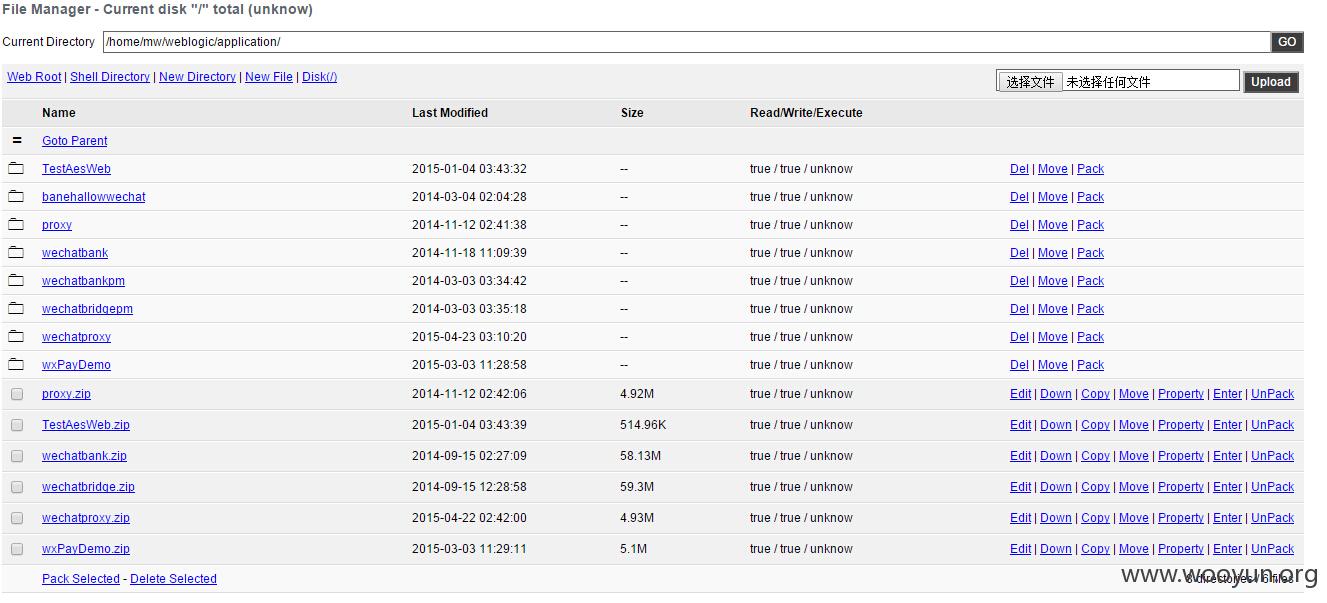 File Manager - Current disk "/" total (unknow)
Current Directory /home/mw/weblogic/application/ GO
Web Root | Shell Directory | New Directory | New File | Disk(/) 选择文件 未选择任何文件 Upload
Name Last Modified Size Read/Write/Execute
= Goto Parent
TestAesWeb 2015-01-04 03:43:32 -- true / true / unknow Del | Move | Pack
banehallowwechat 2014-03-04 02:04:28 -- true / true / unknow Del | Move | Pack
proxy 2014-11-12 02:41:38 -- true / true / unknow Del | Move | Pack
wechatbank 2014-11-18 11:09:39 -- true / true / unknow Del | Move | Pack
wechatbankpm 2014-03-03 03:34:42 -- true / true / unknow Del | Move | Pack
wechatbridgepm 2014-03-03 03:35:18 -- true / true / unknow Del | Move | Pack
wechatproxy 2015-04-23 03:10:20 -- true / true / unknow Del | Move | Pack
wxPayDemo 2015-03-03 11:28:58 -- true / true / unknow Del | Move | Pack
proxy.zip 2014-11-12 02:42:06 4.92M true / true / unknow Edit | Down | Copy | Move | Property | Enter | UnPack
TestAesWeb.zip 2015-01-04 03:43:39 514.96K true / true / unknow Edit | Down | Copy | Move | Property | Enter | UnPack
wechatbank.zip 2014-09-15 02:27:09 58.13M true / true / unknow Edit | Down | Copy | Move | Property | Enter | UnPack
wechatbridge.zip 2014-09-15 12:28:58 59.3M true / true / unknow Edit | Down | Copy | Move | Property | Enter | UnPack
wechatproxy.zip 2015-04-22 02:42:00 4.93M true / true / unknow Edit | Down | Copy | Move | Property | Enter | UnPack
wxPayDemo.zip 2015-03-03 11:29:11 5.1M true / true / unknow Edit | Down | Copy | Move | Property | Enter | UnPack
Pack Selected - Delete Selected 8 directories / 6 files
www.wooyun.org